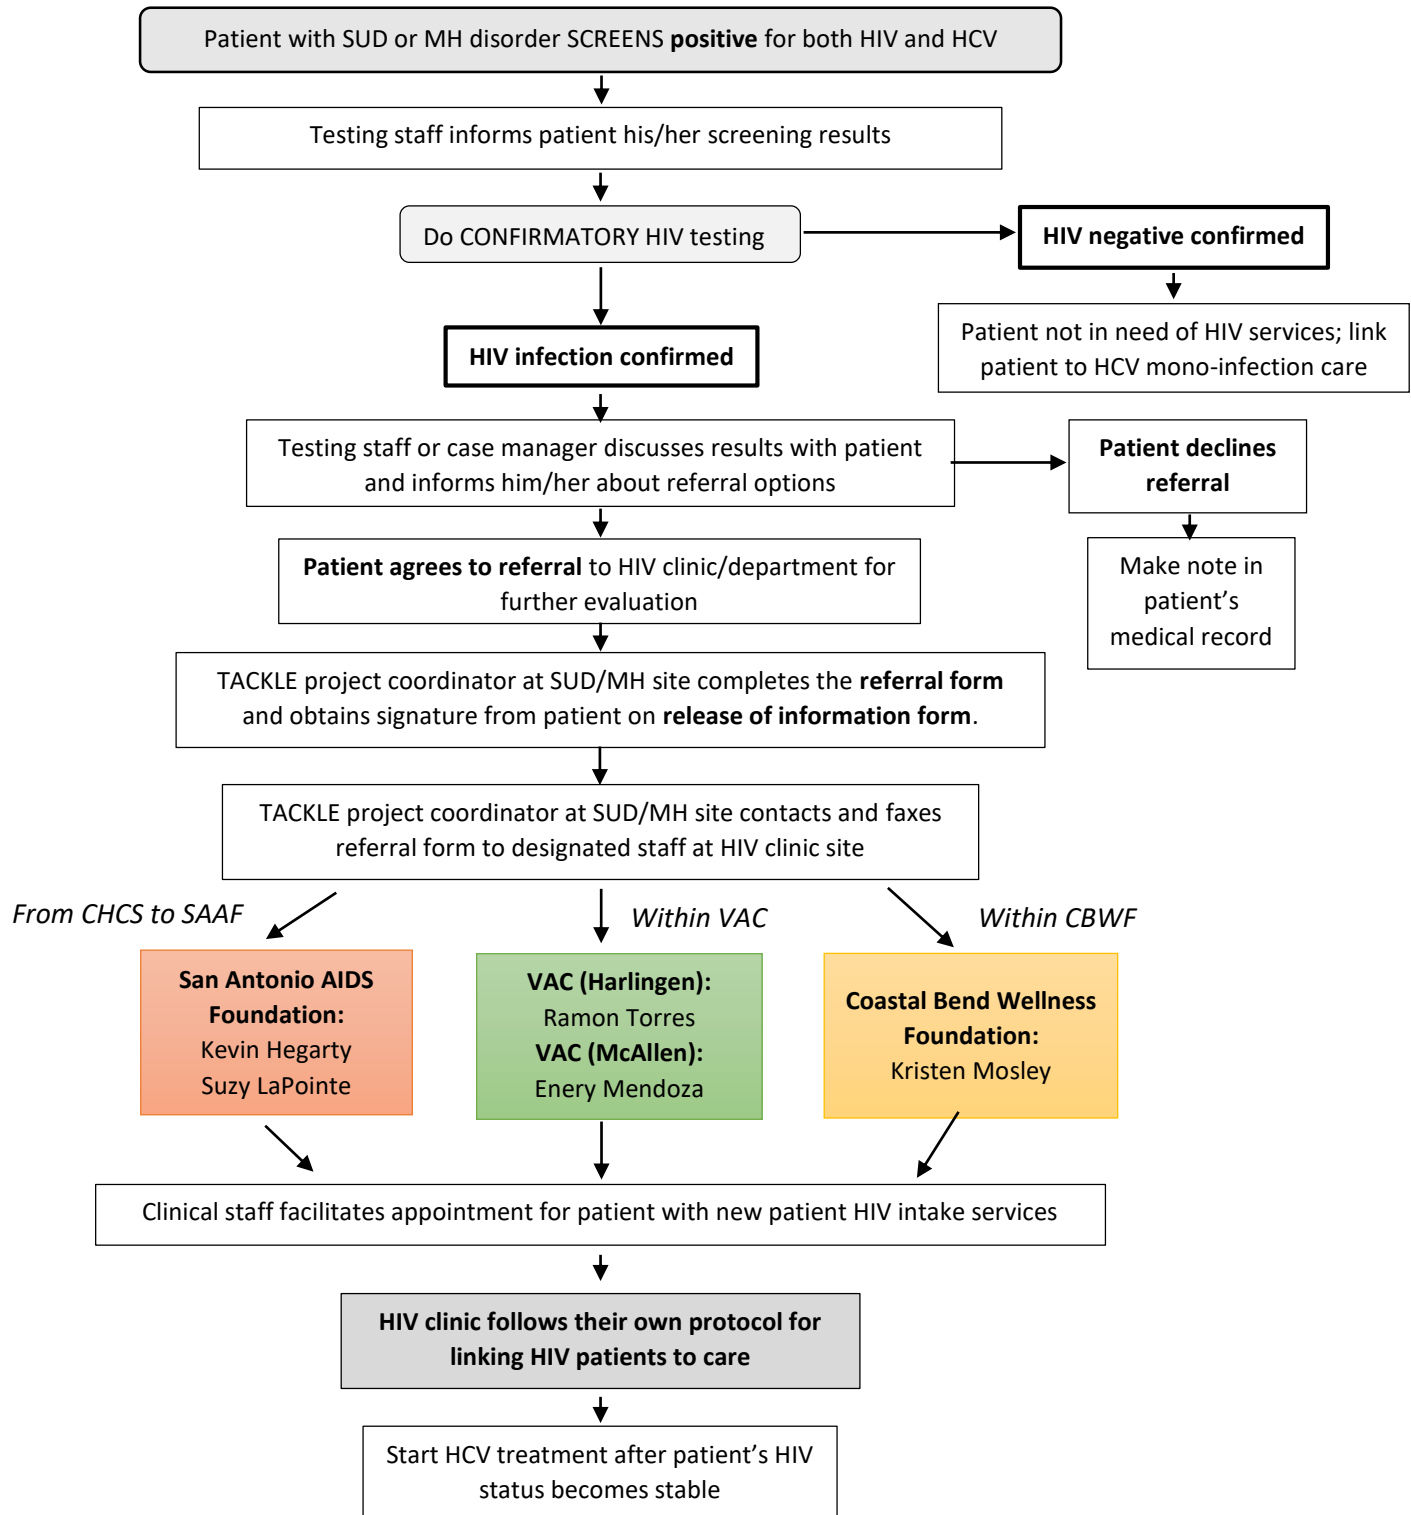 Patient with SUD or MH disorder SCREENS positive for both HIV and HCV
Testing staff informs patient his/her screening results
Do CONFIRMATORY HIV testing
HIV negative confirmed
Patient not in need of HIV services; link
patient to HCV mono-infection care
HIV infection confirmed
Testing staff or case manager discusses results with patient
and informs him/her about referral options
Patient declines
referral
Make note in
patient’s
medical record
Patient agrees to referral to HIV clinic/department for
further evaluation
TACKLE project coordinator at SUD/MH site completes the referral form
and obtains signature from patient on release of information form.
TACKLE project coordinator at SUD/MH site contacts and faxes
referral form to designated staff at HIV clinic site
From CHCS to SAAF
Within VAC
Within CBWF
San Antonio AIDS
Foundation:
Kevin Hegarty
Suzy LaPointe
VAC (Harlingen):
Ramon Torres
VAC (McAllen):
Enery Mendoza
Coastal Bend Wellness
Foundation:
Kristen Mosley
Clinical staff facilitates appointment for patient with new patient HIV intake services
HIV clinic follows their own protocol for
linking HIV patients to care
Start HCV treatment after patient’s HIV
status becomes stable